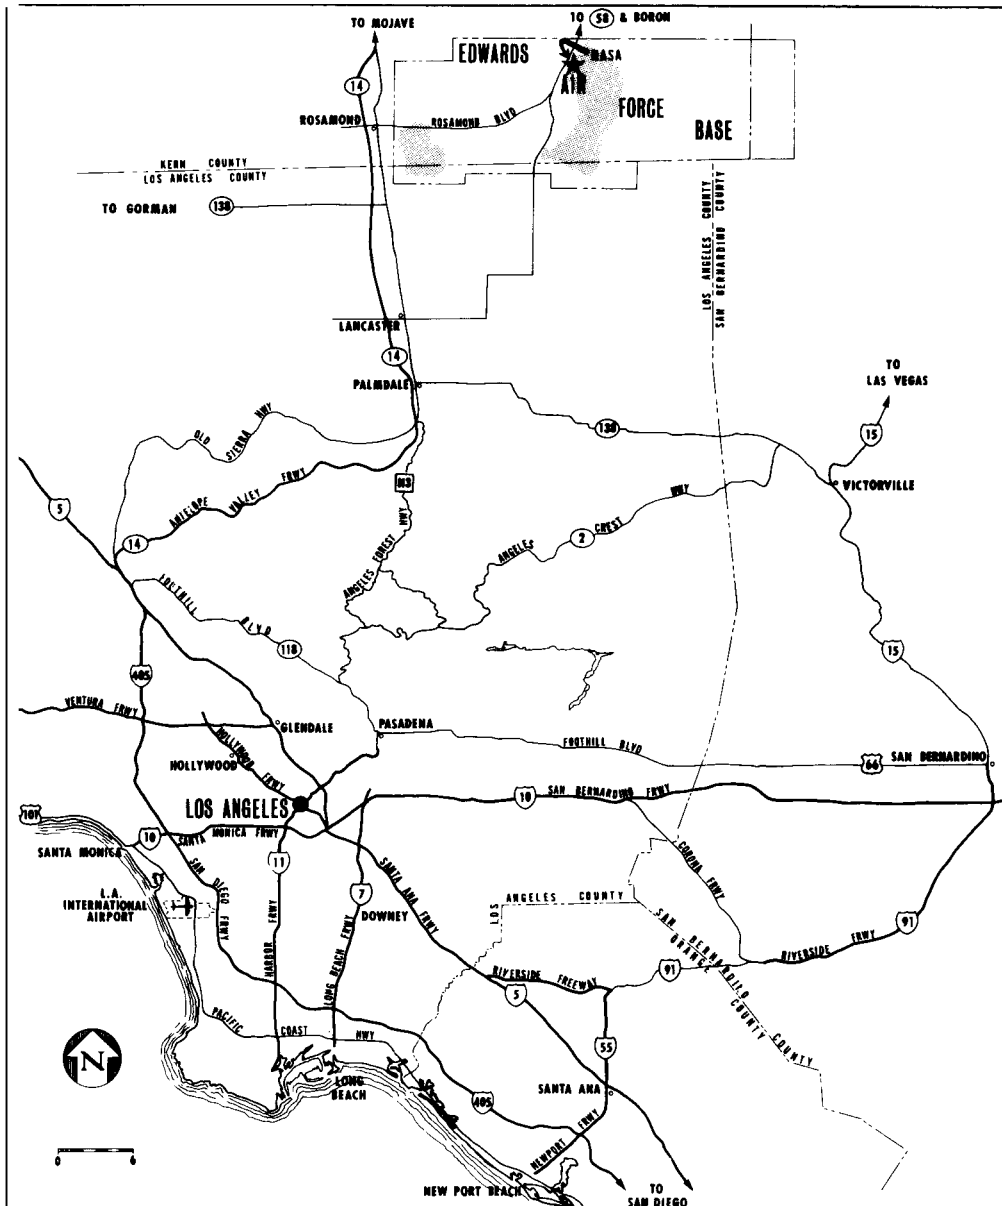 TO MOJAVE
TO 58 & BORON
EDWARDS
NASA
14
FORCE
BASE
ROSAMOND
ROSAMOND BLVD
KERN COUNTY
LOS ANGELES COUNTY
TO GORMAN
138
LOS ANGELES COUNTY
SAN BERNARDINO COUNTY
LANCASTER
14
PALMDALE
TO
LAS VEGAS
OLD SIERRA HWY
138
15
VICTORVILLE
N3
5
ANTELOPE VALLEY FRWY
14
ANGELES FOREST HWY
ANGELES CREST HWY
2
FOOTHILL BLVD
118
405
15
VENTURA FRWY
GLENDALE
PASADENA
HOLLYWOOD FRWY
HOLLYWOOD
FOOTHILL BLVD
66
SAN BERNARDINO
LOS ANGELES
10
SAN BERNARDINO FRWY
101
10
SANTA MONICA FRWY
SANTA MONICA
11
CORONA FRWY
SAN DIEGO FRWY
SANTA ANA FRWY
L.A.
INTERNATIONAL
AIRPORT
7
DOWNEY
LOS ANGELES COUNTY
SAN BERNARDIEO COUNTY
ORANGE COUNTY
91
HARBOR FRWY
LONG BEACH FRWY
RIVERSIDE FRWY
RIVERSIDE FREEWAY
91
5
PACIFIC COAST HWY
N
55
LONG
BEACH
SANTA ANA
405
NEWPORT FRWY
0 6
NEW PORT BEACH
TO
SAN DIEGO